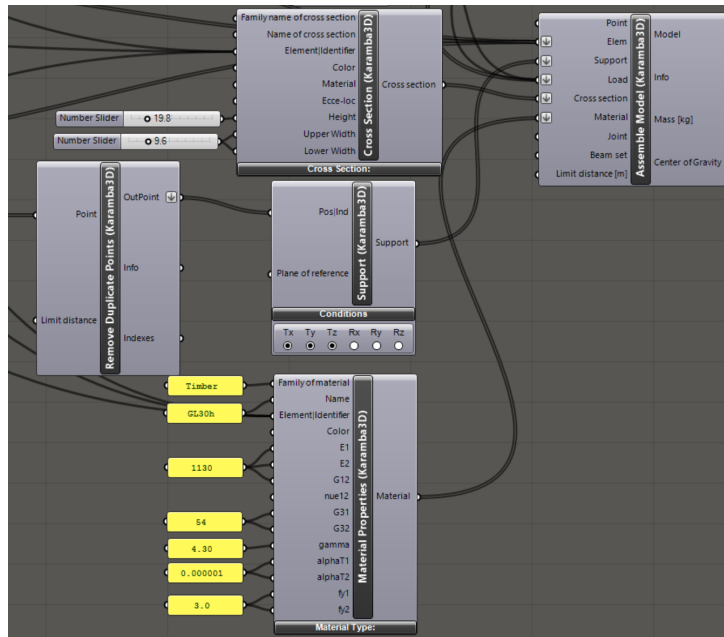 Family name of cross section
Name of cross section
Element|Identifier
Color
Material
Ecce-loc
Height
Upper Width
Lower Width
Cross Section (Karamba3D)
Cross section
Cross Section:
Number Slider
19.8
Number Slider
9.6
Point
Elem
Support
Load
Cross section
Material
Joint
Beam set
Limit distance [m]
Assemble Model (Karamba3D)
Model
Info
Mass [kg]
Center of Gravity
Point
Limit distance
Remove Duplicate Points (Karamba3D)
OutPoint
Info
Indexes
Pos|Ind
Plane of reference
Support (Karamba3D)
Support
Conditions
Tx Ty Tz Rx Ry Rz
Timber
GL30h
1130
54
4.30
0.000001
3.0
Family of material
Name
Element|Identifier
Color
E1
E2
G12
nue12
G31
G32
gamma
alphaT1
alphaT2
fy1
fy2
Material Properties (Karamba3D)
Material
Material Type: